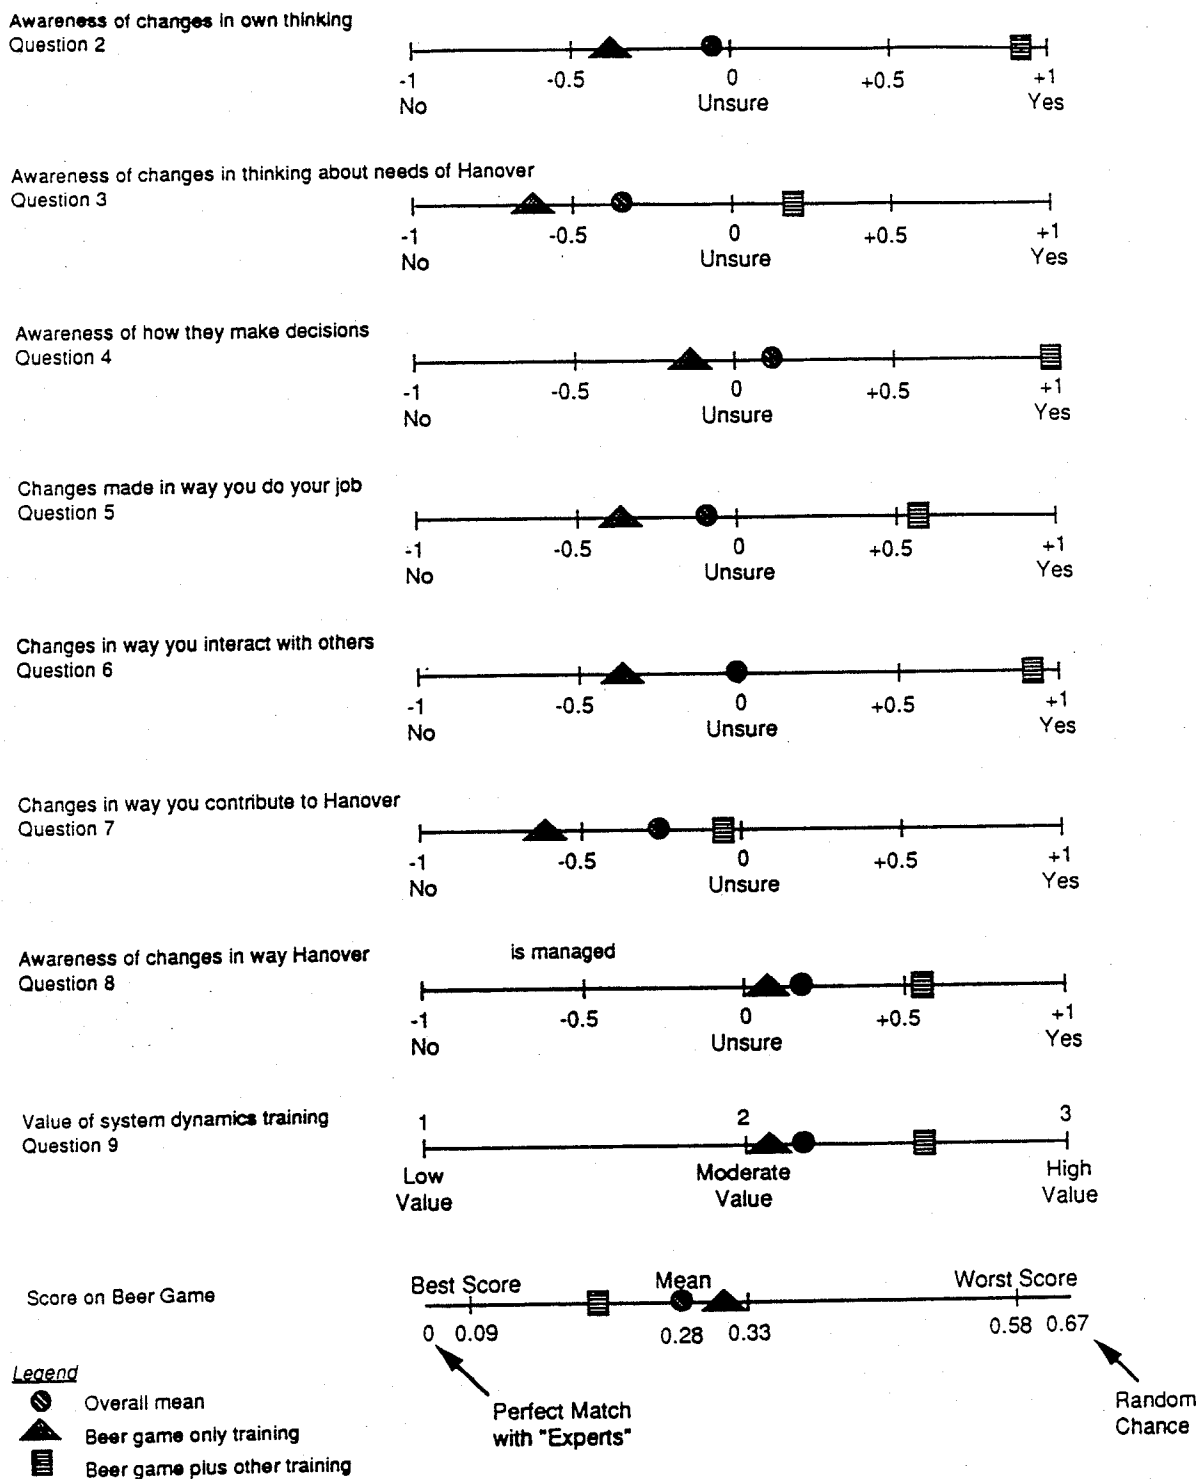 Awareness of changes in own thinking
Question 2
-1 -0.5 0 +0.5 +1
No Unsure Yes
Awareness of changes in thinking about needs of Hanover
Question 3
-1 -0.5 0 +0.5 +1
No Unsure Yes
Awareness of how they make decisions
Question 4
-1 -0.5 0 +0.5 +1
No Unsure Yes
Changes made in way you do your job
Question 5
-1 -0.5 0 +0.5 +1
No Unsure Yes
Changes in way you interact with others
Question 6
-1 -0.5 0 +0.5 +1
No Unsure Yes
Changes in way you contribute to Hanover
Question 7
-1 -0.5 0 +0.5 +1
No Unsure Yes
Awareness of changes in way Hanover is managed
Question 8
-1 -0.5 0 +0.5 +1
No Unsure Yes
Value of system dynamics training
Question 9
1 2 3
Low Moderate High
Value Value Value
Score on Beer Game
Best Score Mean Worst Score
0 0.09 0.28 0.33 0.58 0.67
Legend
Overall mean
Beer game only training
Beer game plus other training
Perfect Match
with "Experts"
Random
Chance